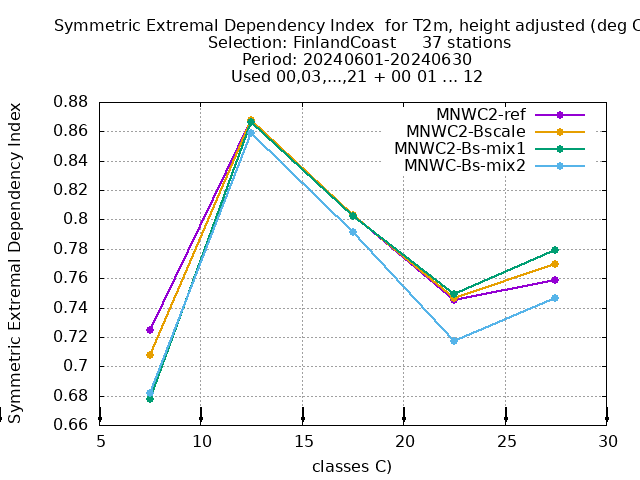 Symmetric Extremal Dependency Index for T2m, height adjusted (deg C
Selection: FinlandCoast 37 stations
Period: 20240601-20240630
Used 00,03,...,21 + 00 01 ... 12
Symmetric Extremal Dependency Index
0.88
0.86
0.84
0.82
0.8
0.78
0.76
0.74
0.72
0.7
0.68
0.66
MNWC2-ref
MNWC2-Bscale
MNWC2-Bs-mix1
MNWC-Bs-mix2
5 10 15 20 25 30
classes C)